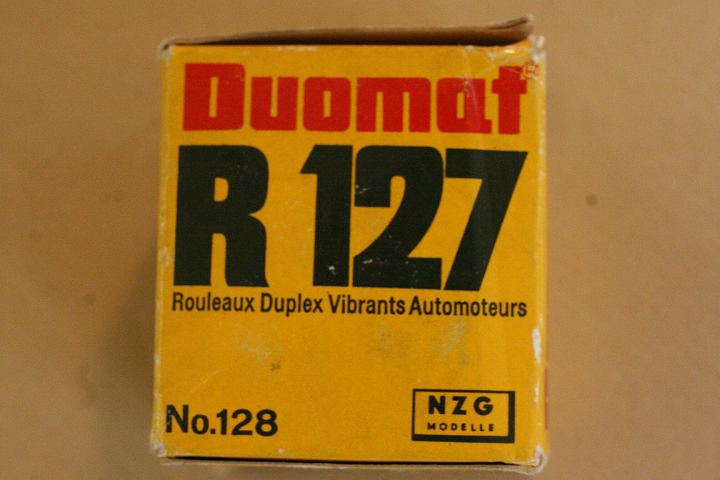 Duomat
R 127
Rouleaux Duplex Vibrants Automoteurs
No.128
NZG
MODELLE